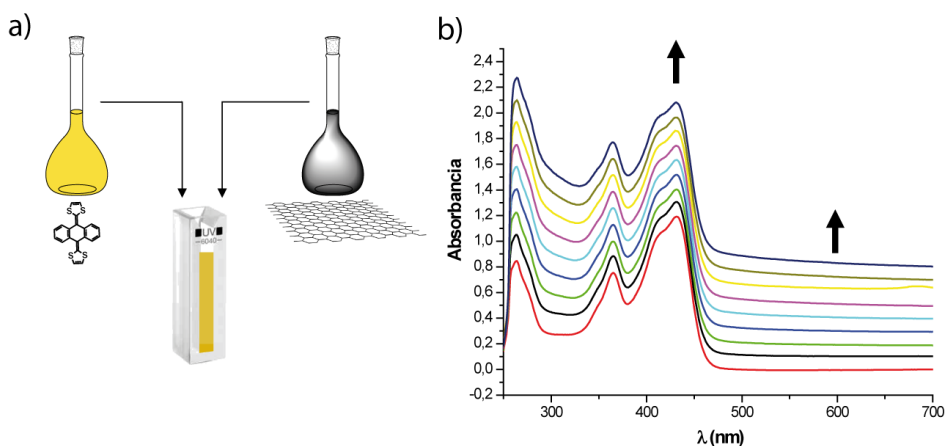 a)
S
S
S
S
UV
~6040~
b)
Absorbancia
2,4
2,2
2,0
1,8
1,6
1,4
1,2
1,0
0,8
0,6
0,4
0,2
0,0
-0,2
300
400
500
600
700
λ (nm)